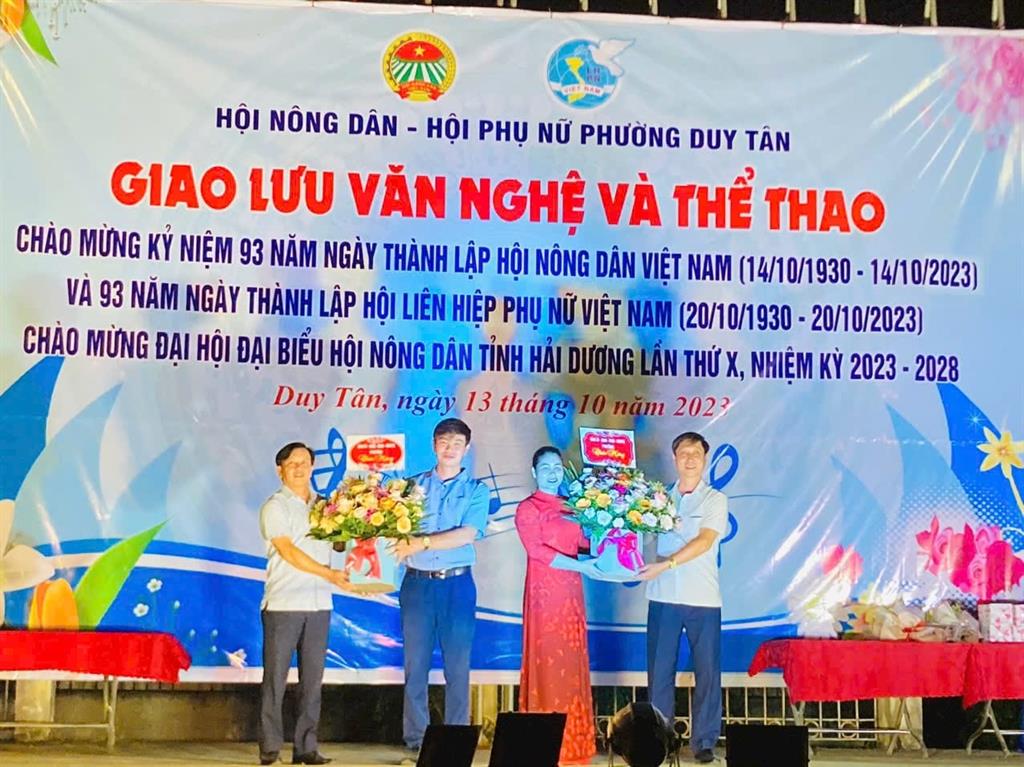 LH
PN
VIỆT NAM
HỘI NÔNG DÂN - HỘI PHỤ NỮ PHƯỜNG DUY TÂN
GIAO LƯU VĂN NGHỆ VÀ THỂ THAO
CHÀO MỪNG KỶ NIỆM 93 NĂM NGÀY THÀNH LẬP HỘI NÔNG DÂN VIỆT NAM (14/10/1930 - 14/10/2023)
VÀ 93 NĂM NGÀY THÀNH LẬP HỘI LIÊN HIỆP PHỤ NỮ VIỆT NAM (20/10/1930 - 20/10/2023)
CHÀO MỪNG ĐẠI HỘI ĐẠI BIỂU HỘI NÔNG DÂN TỈNH HẢI DƯƠNG LẦN THỨ X, NHIỆM KỲ 2023 - 2028
Duy Tân, ngày 13 tháng 10 năm 2023